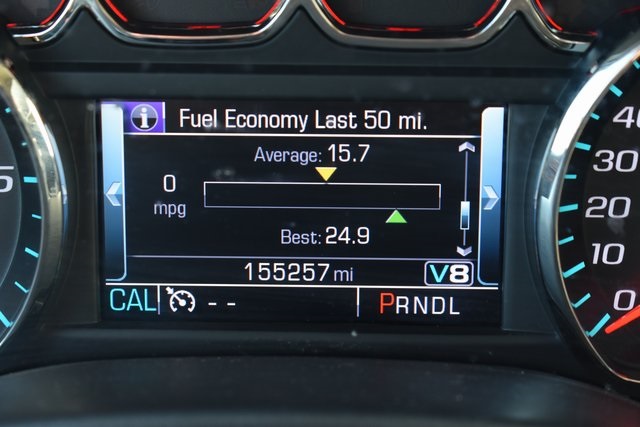 Fuel Economy Last 50 mi.
Average: 15.7
0
mpg
Best: 24.9
155257 mi V8
CAL -- PRNDL
5
40
30
20
10
0